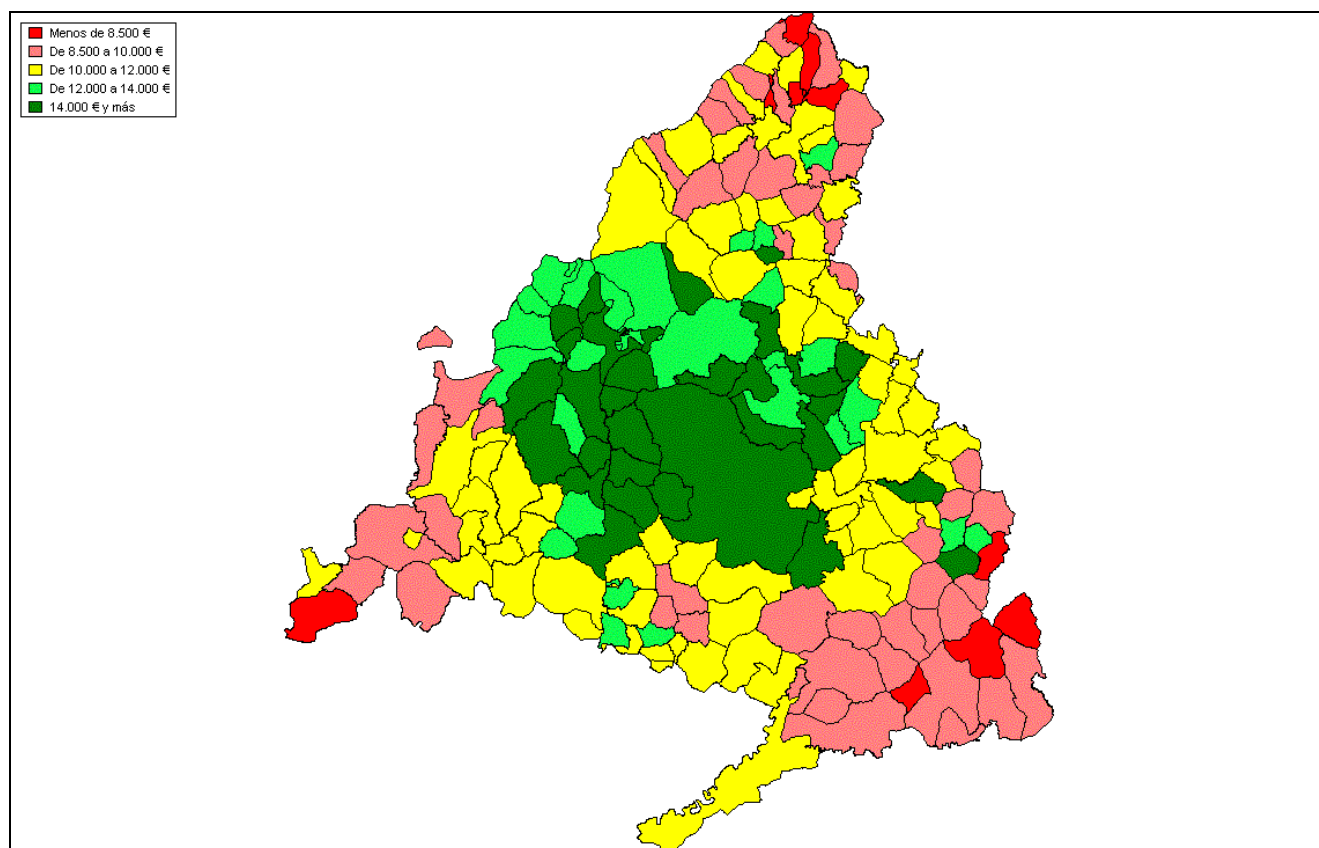 Menos de 8.500 €
De 8.500 a 10.000 €
De 10.000 a 12.000 €
De 12.000 a 14.000 €
14.000 € y más